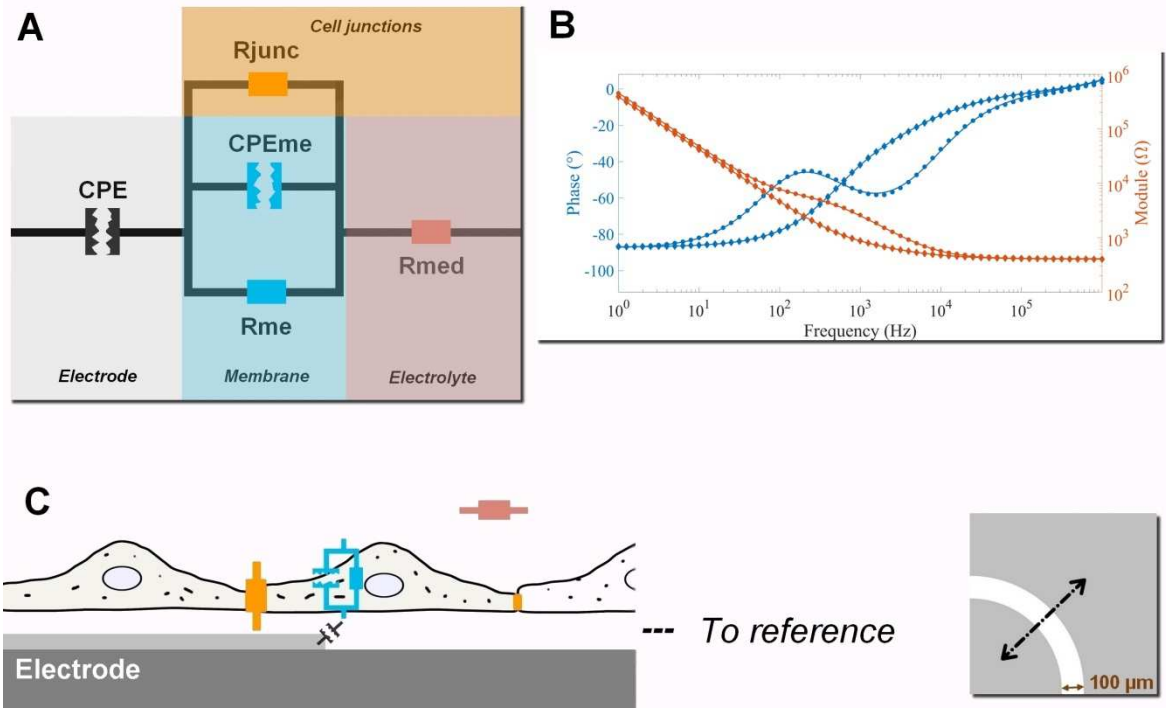 A
Cell junctions
Rjunc
CPEme
CPE
Rmed
Rme
Electrode
Membrane
Electrolyte
B
0
-20
-40
-60
-80
-100
Phase (°)
10^0
10^1
10^2
10^3
10^4
10^5
Frequency (Hz)
10^6
10^5
10^4
10^3
10^2
Module (Ω)
C
Electrode
--- To reference
100 µm